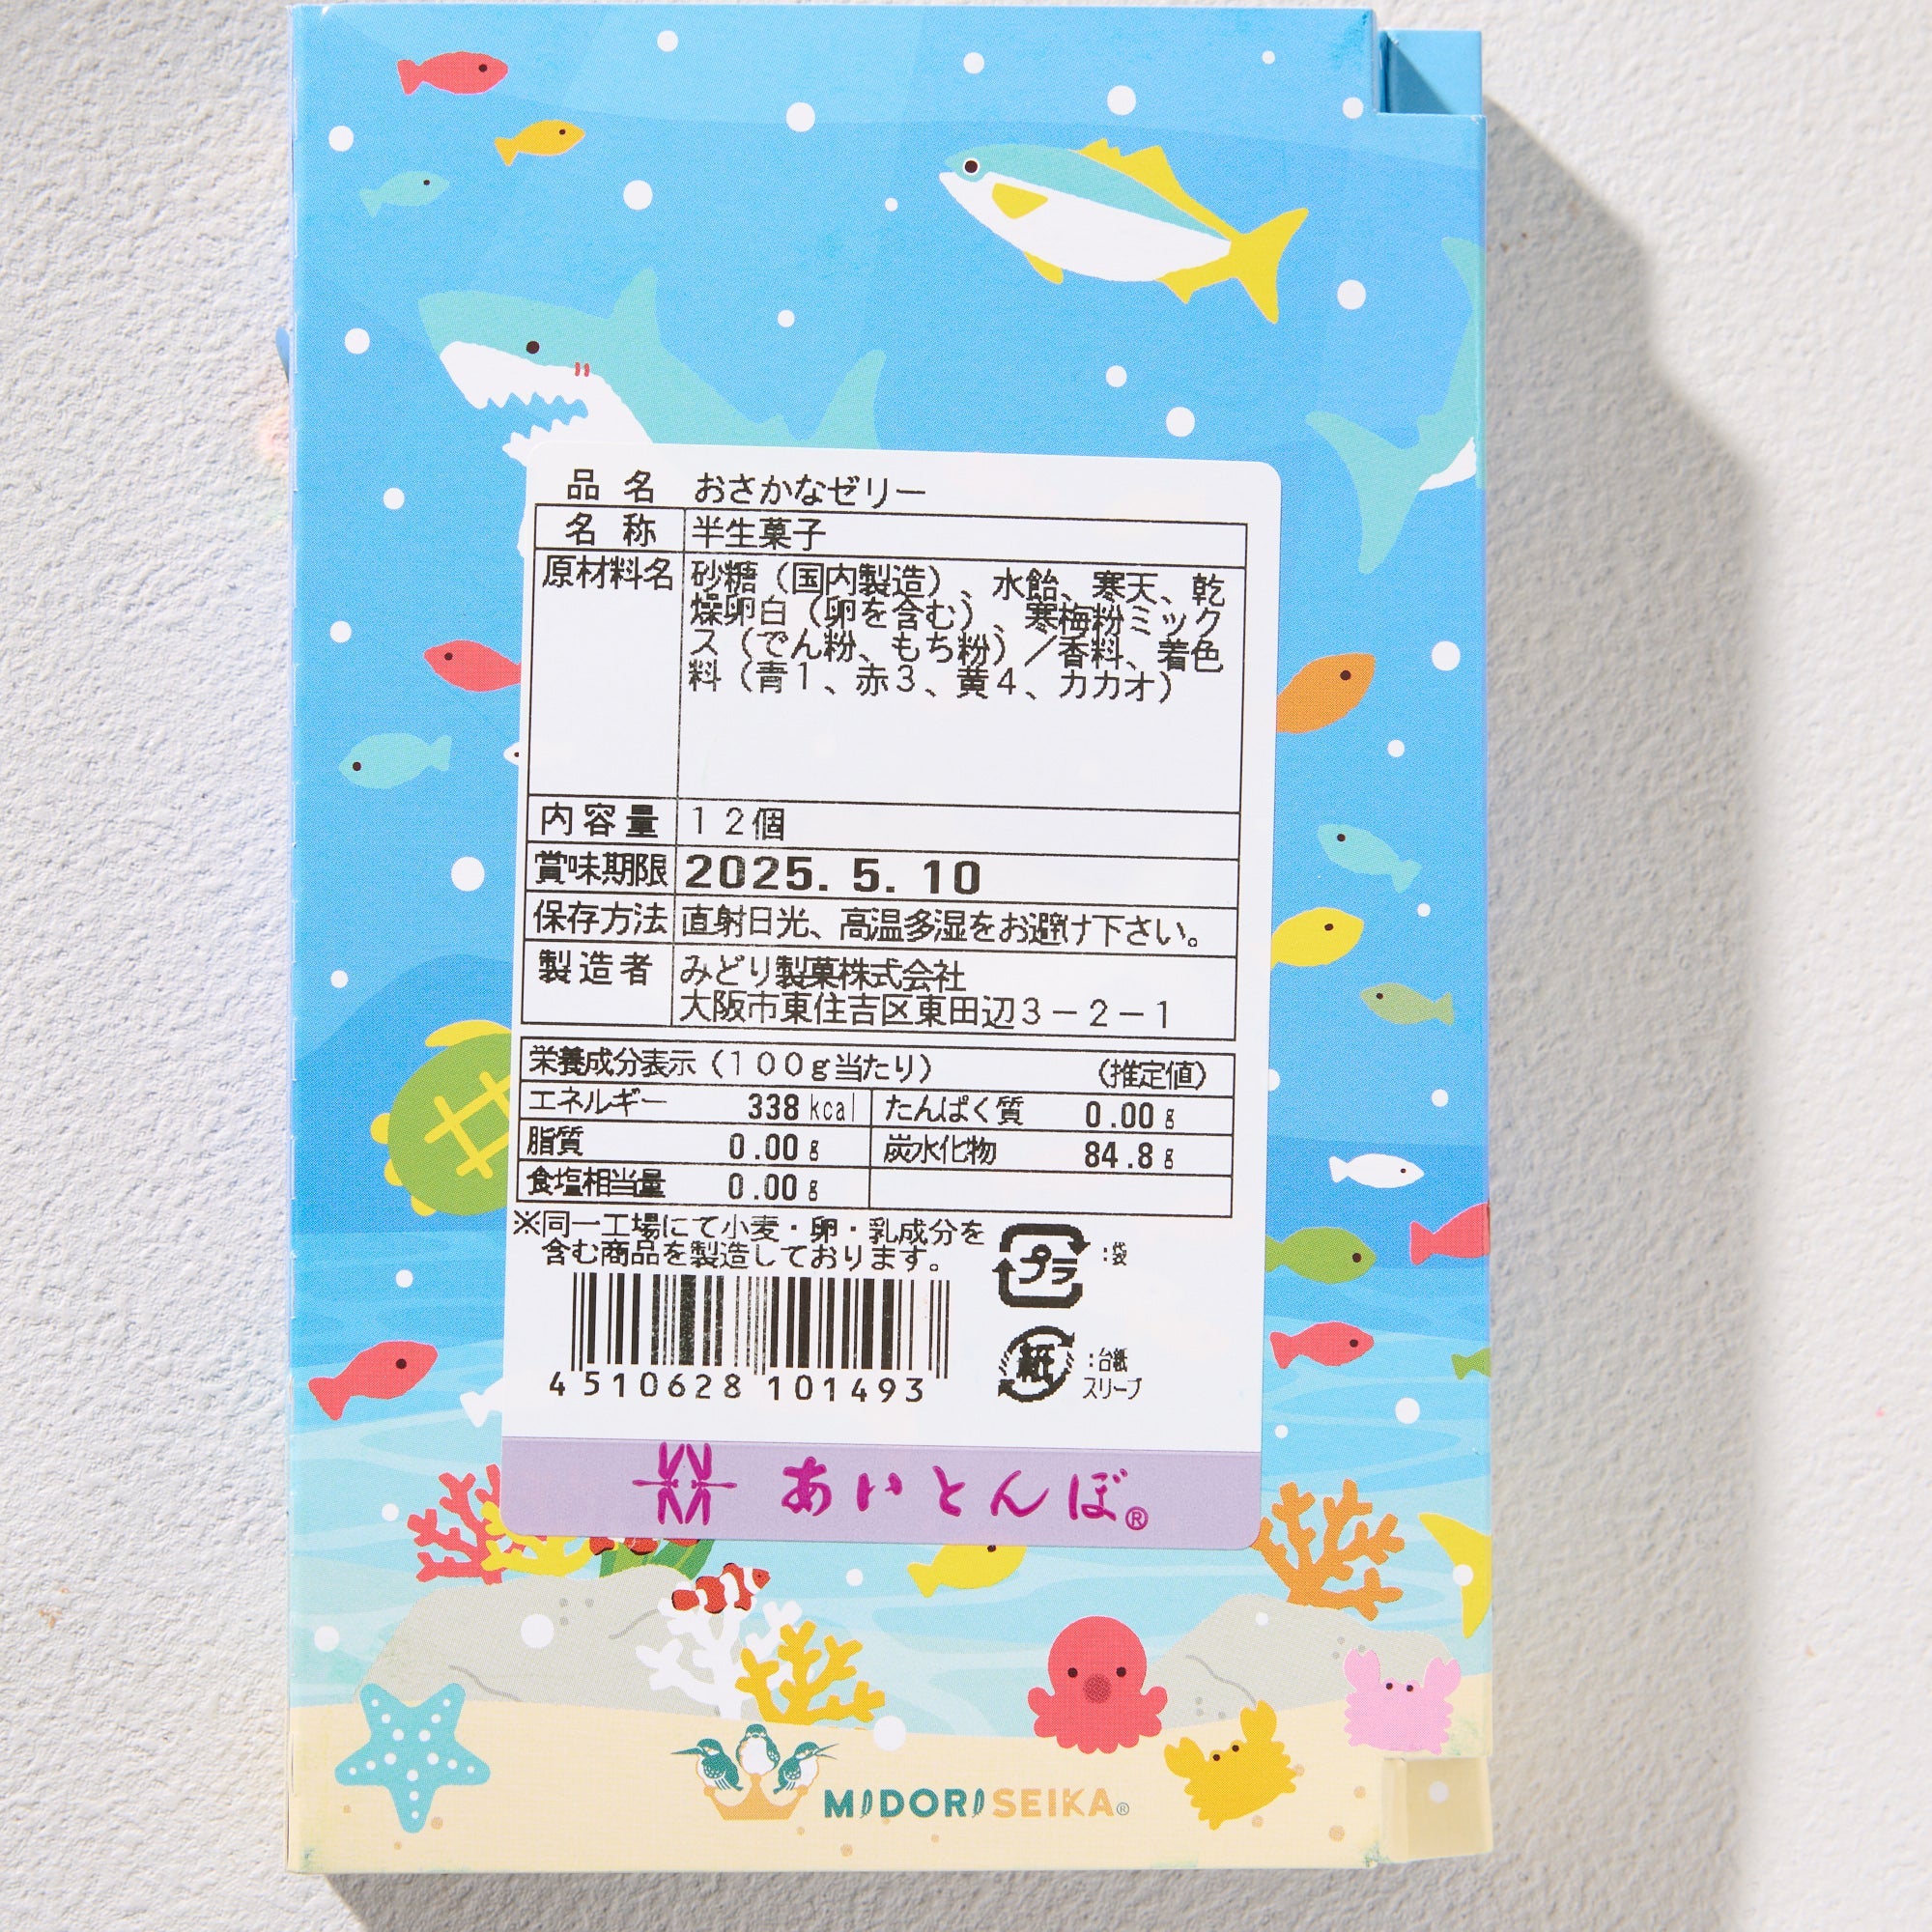 品 名 おさかなゼリー
名 称 半生菓子
原材料名 砂糖（国内製造）、水飴、寒天、乾
燥卵白（卵を含む）、寒梅粉ミック
ス（でん粉、もち粉）／香料、着色
料（青１、赤３、黄４、カカオ）
内容量 １２個
賞味期限 2025. 5. 10
保存方法 直射日光、高温多湿をお避け下さい。
製造者 みどり製菓株式会社
大阪市東住吉区東田辺３－２－１
栄養成分表示（１００ｇ当たり） （推定値）
エネルギー 338 kcal たんぱく質 0.00 g
脂質 0.00 g 炭水化物 84.8 g
食塩相当量 0.00 g
※同一工場にて小麦・卵・乳成分を
含む商品を製造しております。
プラ :袋
紙 :台紙
スリーブ
4 510628 101493
あいとんぼ®
MIDORI SEIKA®